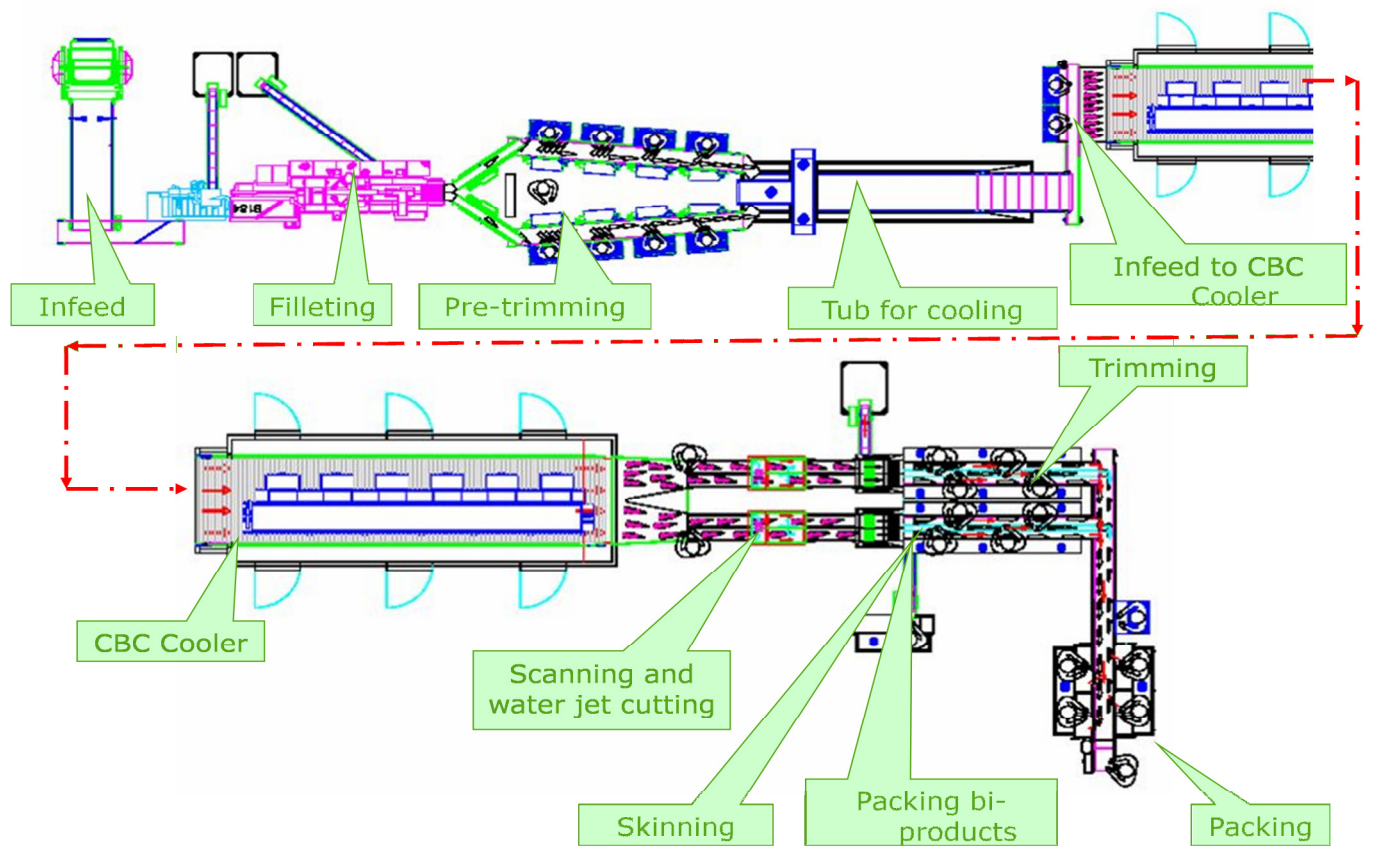 Infeed
Filleting
Pre-trimming
Tub for cooling
Infeed to CBC
Cooler
Trimming
CBC Cooler
Scanning and
water jet cutting
Skinning
Packing bi-
products
Packing